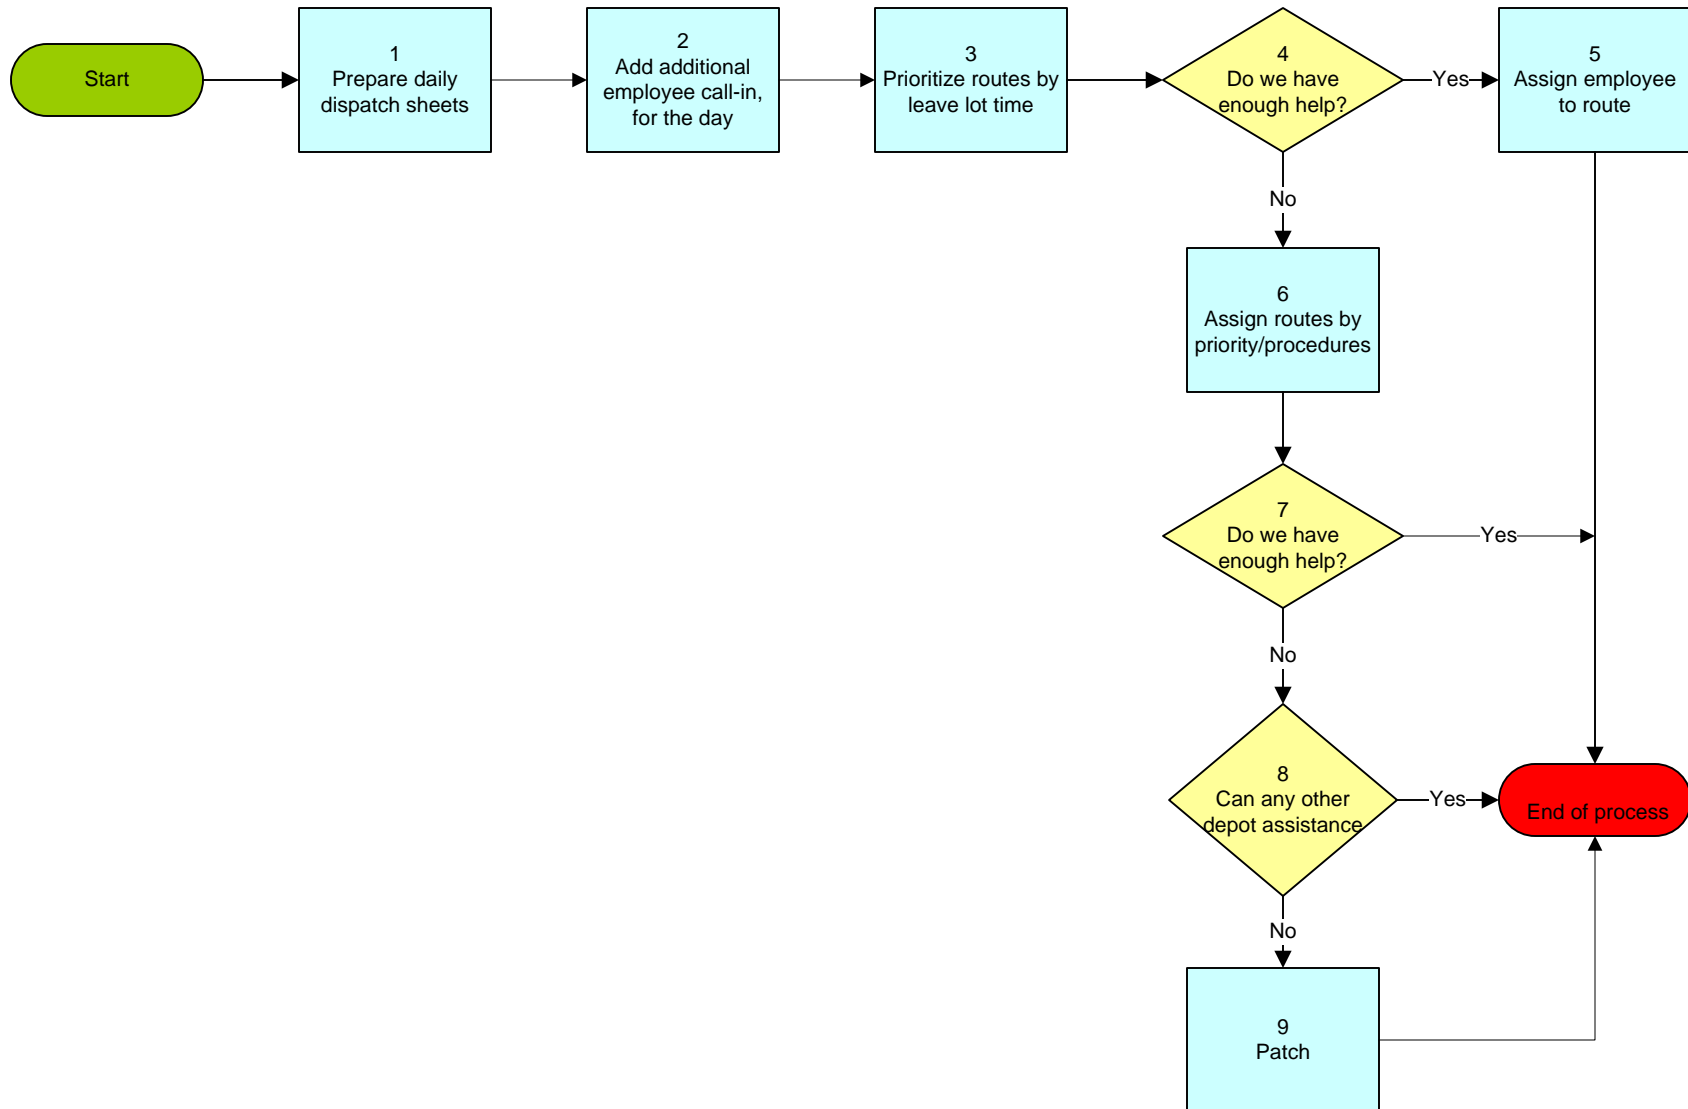 Start
1
Prepare daily
dispatch sheets
2
Add additional
employee call-in,
for the day
3
Prioritize routes by
leave lot time
4
Do we have
enough help?
Yes
5
Assign employee
to route
No
6
Assign routes by
priority/procedures
7
Do we have
enough help?
Yes
No
8
Can any other
depot assistance
Yes
End of process
No
9
Patch